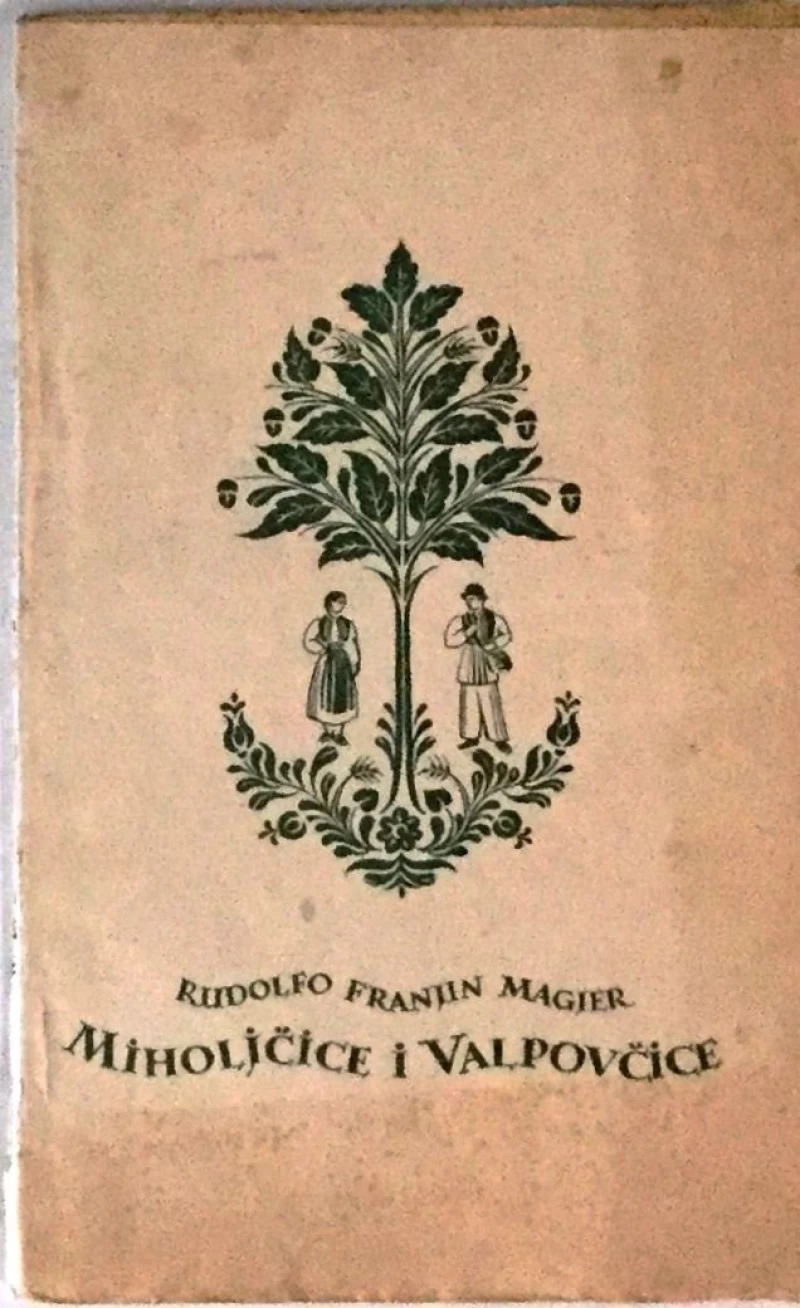 RUDOLFO FRANJIN MAGJER
MiHOLJČiCE i VALPOVČiCE